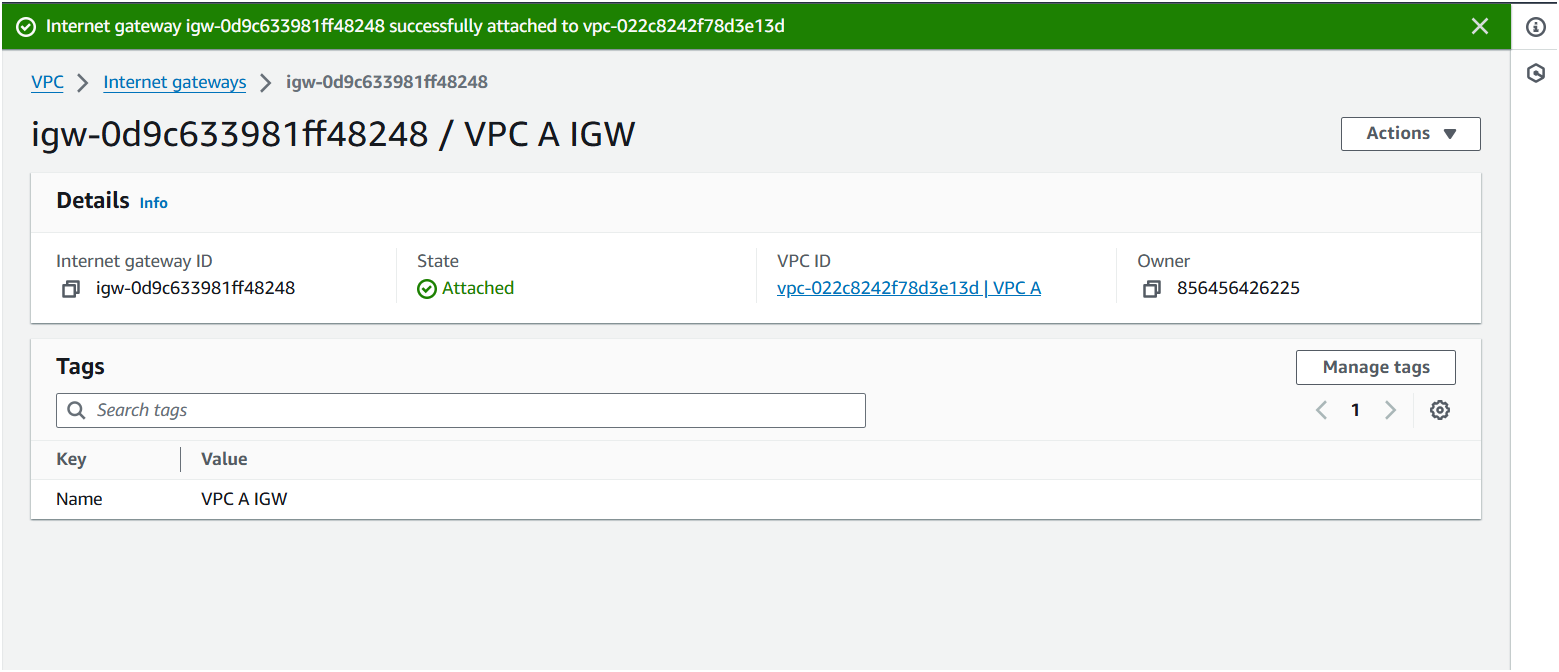 Internet gateway igw-0d9c633981ff48248 successfully attached to vpc-022c8242f78d3e13d
VPC > Internet gateways > igw-0d9c633981ff48248
igw-0d9c633981ff48248 / VPC A IGW
Actions
Details Info
Internet gateway ID
igw-0d9c633981ff48248
State
Attached
VPC ID
vpc-022c8242f78d3e13d | VPC A
Owner
856456426225
Tags
Manage tags
Search tags
1
Key Value
Name VPC A IGW